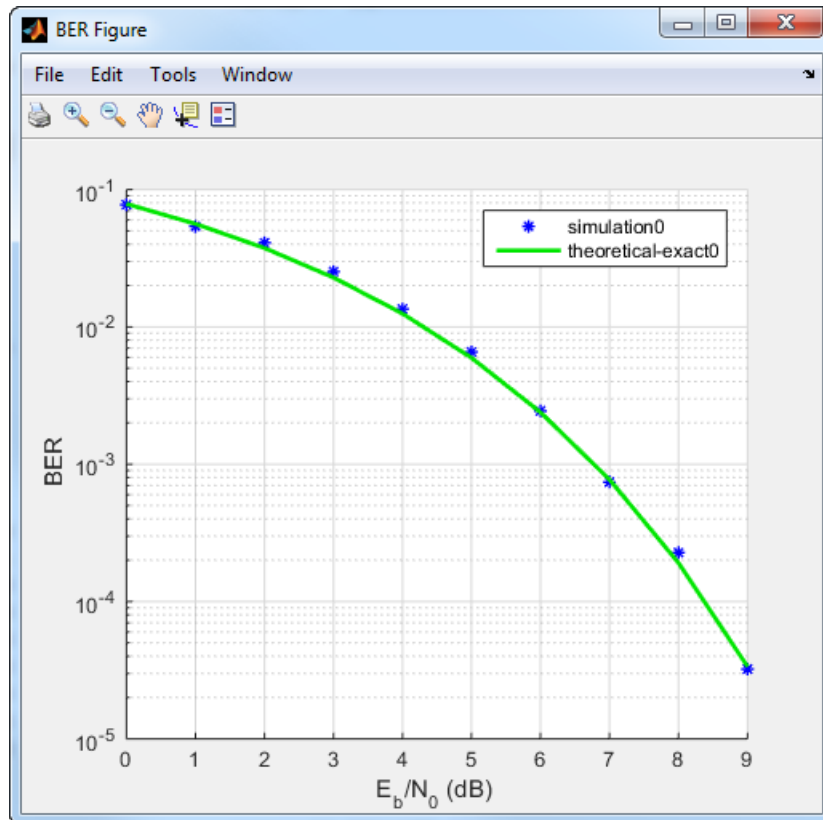 BER Figure
File Edit Tools Window
simulation0
theoretical-exact0
10^-1
10^-2
10^-3
10^-4
10^-5
BER
0 1 2 3 4 5 6 7 8 9
E_b/N_0 (dB)